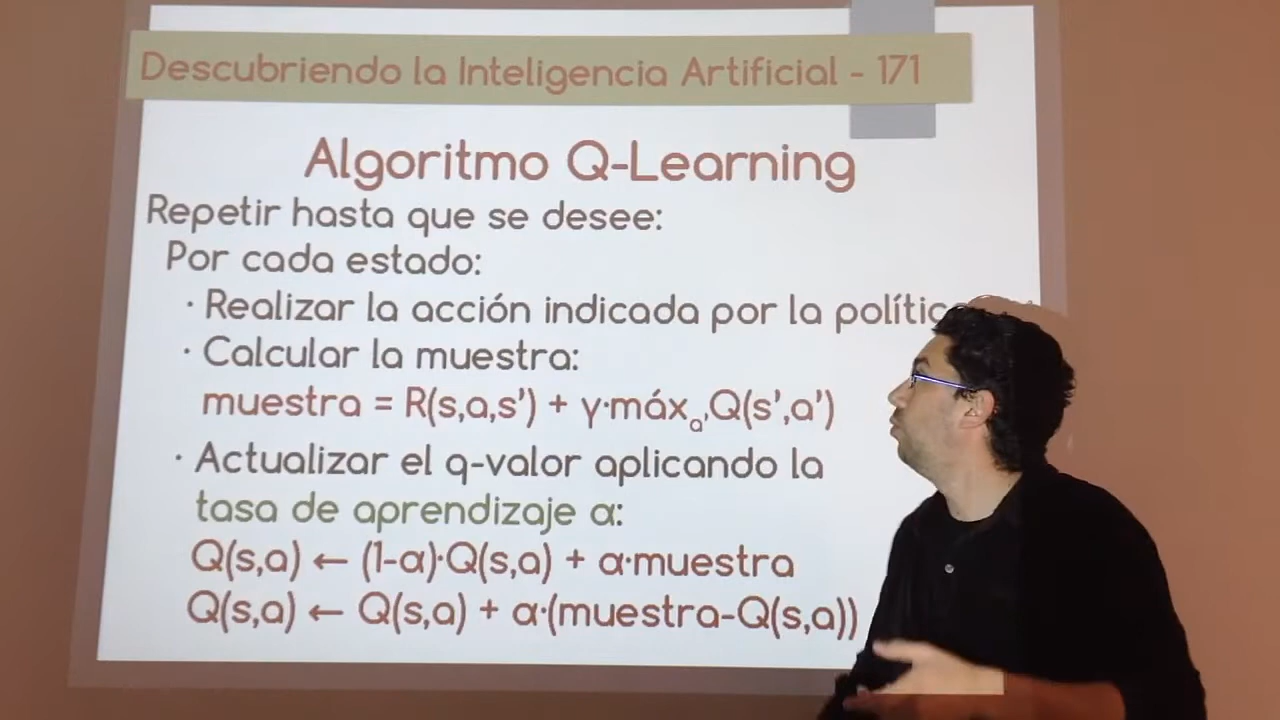 Descubriendo la Inteligencia Artificial - 171
Algoritmo Q-Learning
Repetir hasta que se desee:
Por cada estado:
· Realizar la acción indicada por la
· Calcular la muestra:
muestra = R(s,a,s') + γ·máxₐ'Q(s',a')
· Actualizar el q-valor aplicando la
tasa de aprendizaje α:
Q(s,a) ← (1-α)·Q(s,a) + α·muestra
Q(s,a) ← Q(s,a) + α·(muestra-Q(s,a))